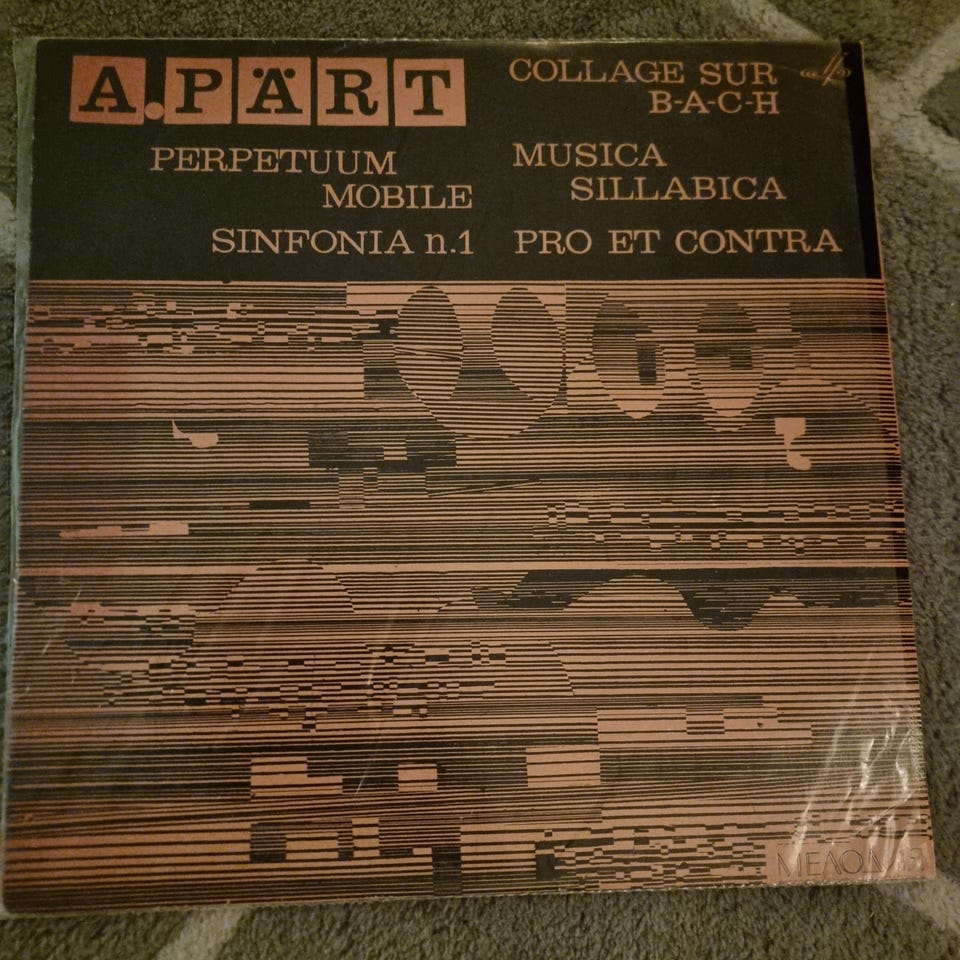 A.PÄRT
PERPETUUM
MOBILE
SINFONIA n.1
COLLAGE SUR
B-A-C-H
MUSICA
SILLABICA
PRO ET CONTRA
МЕЛОДИЯ